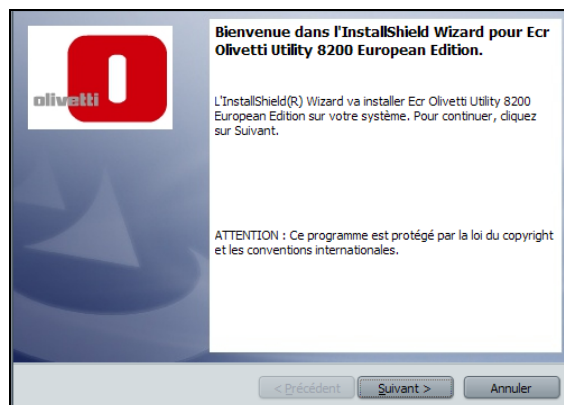 Bienvenue dans l'InstallShield Wizard pour Ecr
Olivetti Utility 8200 European Edition.
olivetti
L'InstallShield(R) Wizard va installer Ecr Olivetti Utility 8200
European Edition sur votre système. Pour continuer, cliquez
sur Suivant.
ATTENTION : Ce programme est protégé par la loi du copyright
et les conventions internationales.
< Précédent Suivant > Annuler